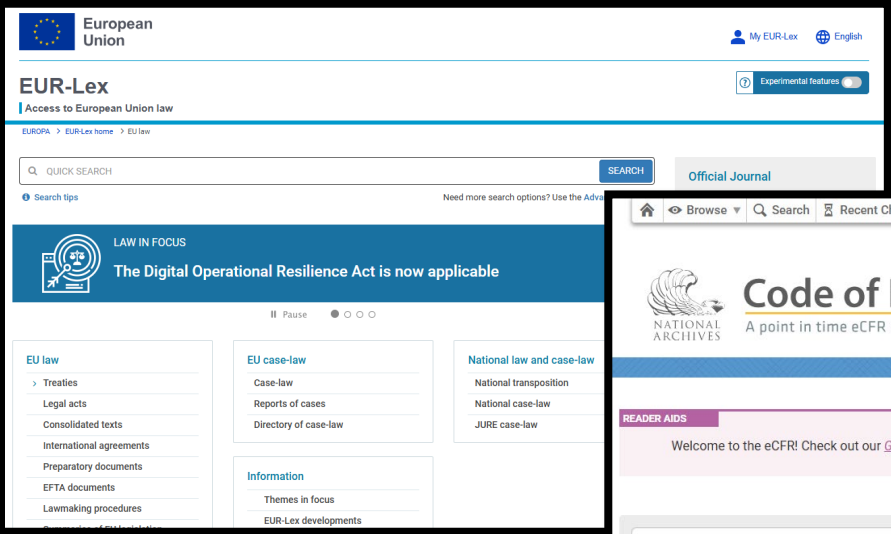 European
Union
My EUR-Lex
English
EUR-Lex
Access to European Union law
Experimental features
EUROPA > EUR-Lex home > EU law
QUICK SEARCH
SEARCH
Search tips
Need more search options? Use the Adva
Official Journal
LAW IN FOCUS
The Digital Operational Resilience Act is now applicable
Pause
EU law
Treaties
Legal acts
Consolidated texts
International agreements
Preparatory documents
EFTA documents
Lawmaking procedures
Summaries of EU legislation
EU case-law
Case-law
Reports of cases
Directory of case-law
Information
Themes in focus
EUR-Lex developments
National law and case-law
National transposition
National case-law
JURE case-law
Browse
Search
Recent Ch
NATIONAL
ARCHIVES
Code of
A point in time eCFR
READER AIDS
Welcome to the eCFR! Check out our G